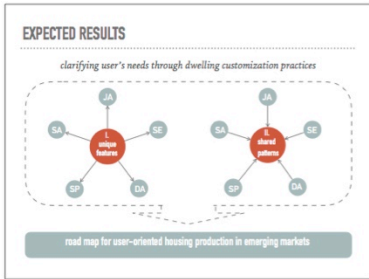 EXPECTED RESULTS
clarifying user's needs through dwelling customization practices
JA
SA
I.
SE
unique
features
SP
DA
JA
SA
II.
SE
shared
patterns
SP
DA
road map for user-oriented housing production in emerging markets